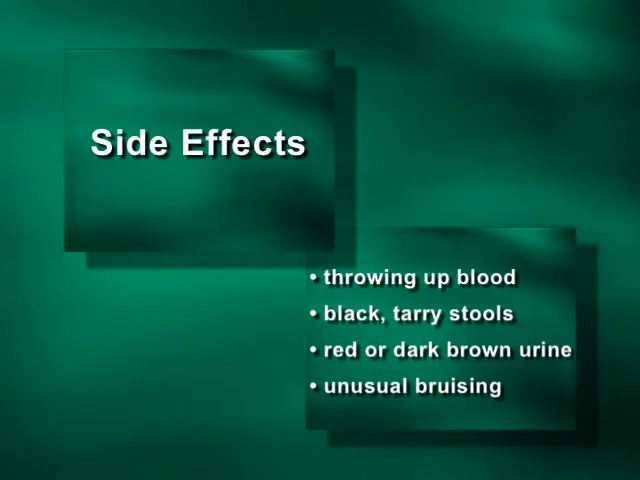 Side Effects
• throwing up blood
• black, tarry stools
• red or dark brown urine
• unusual bruising